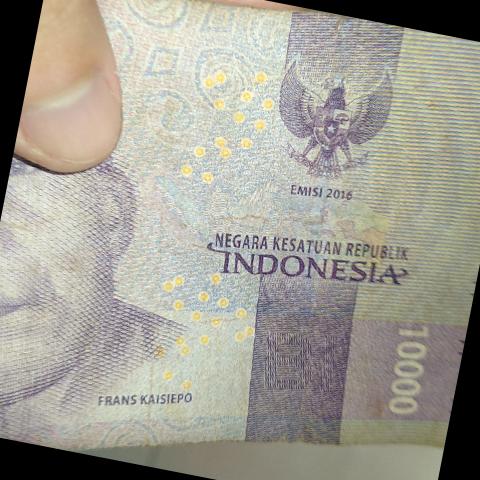 EMISI 2016
NEGARA KESATUAN REPUBLIK
INDONESIA
10000
FRANS KAISIEPO